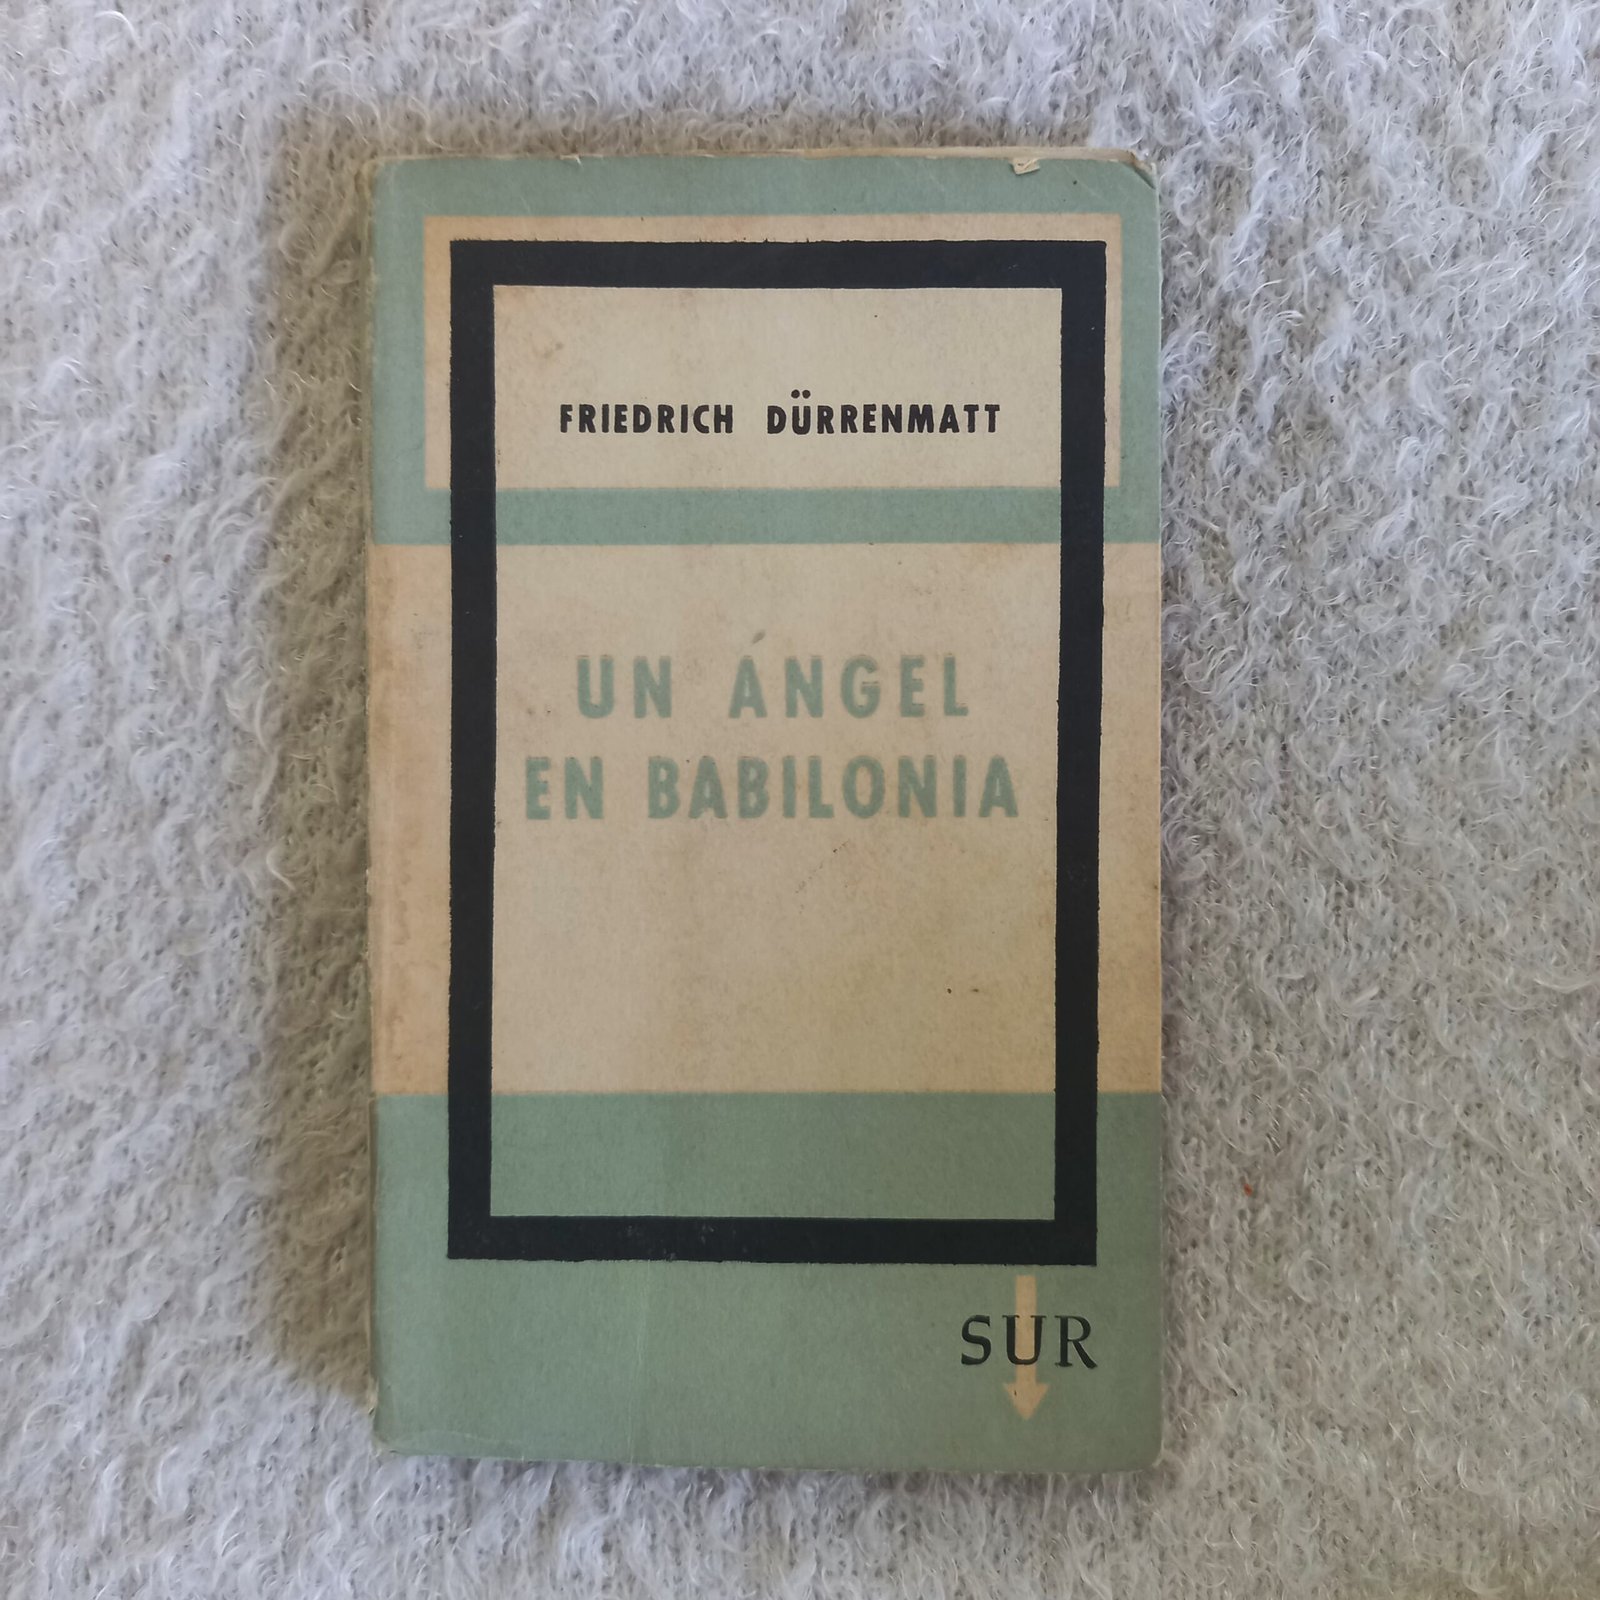 FRIEDRICH DÜRRENMATT
UN ÁNGEL
EN BABILONIA
SUR